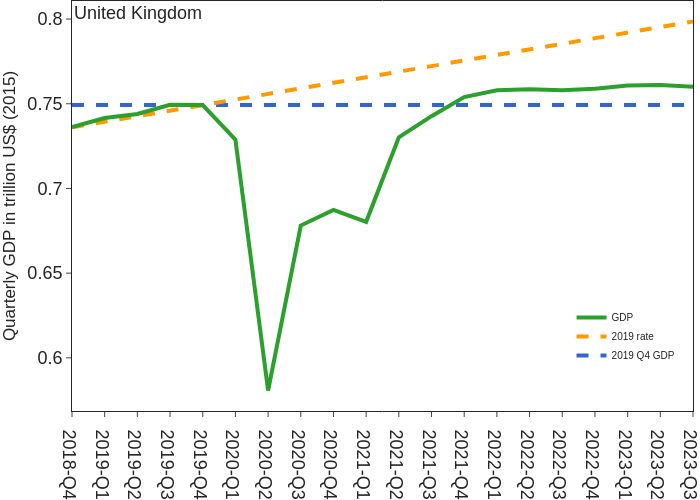 United Kingdom
Quarterly GDP in trillion US$ (2015)
0.8
0.75
0.7
0.65
0.6
GDP
2019 rate
2019 Q4 GDP
2018-Q4
2019-Q1
2019-Q2
2019-Q3
2019-Q4
2020-Q1
2020-Q2
2020-Q3
2020-Q4
2021-Q1
2021-Q2
2021-Q3
2021-Q4
2022-Q1
2022-Q2
2022-Q3
2022-Q4
2023-Q1
2023-Q2
2023-Q3